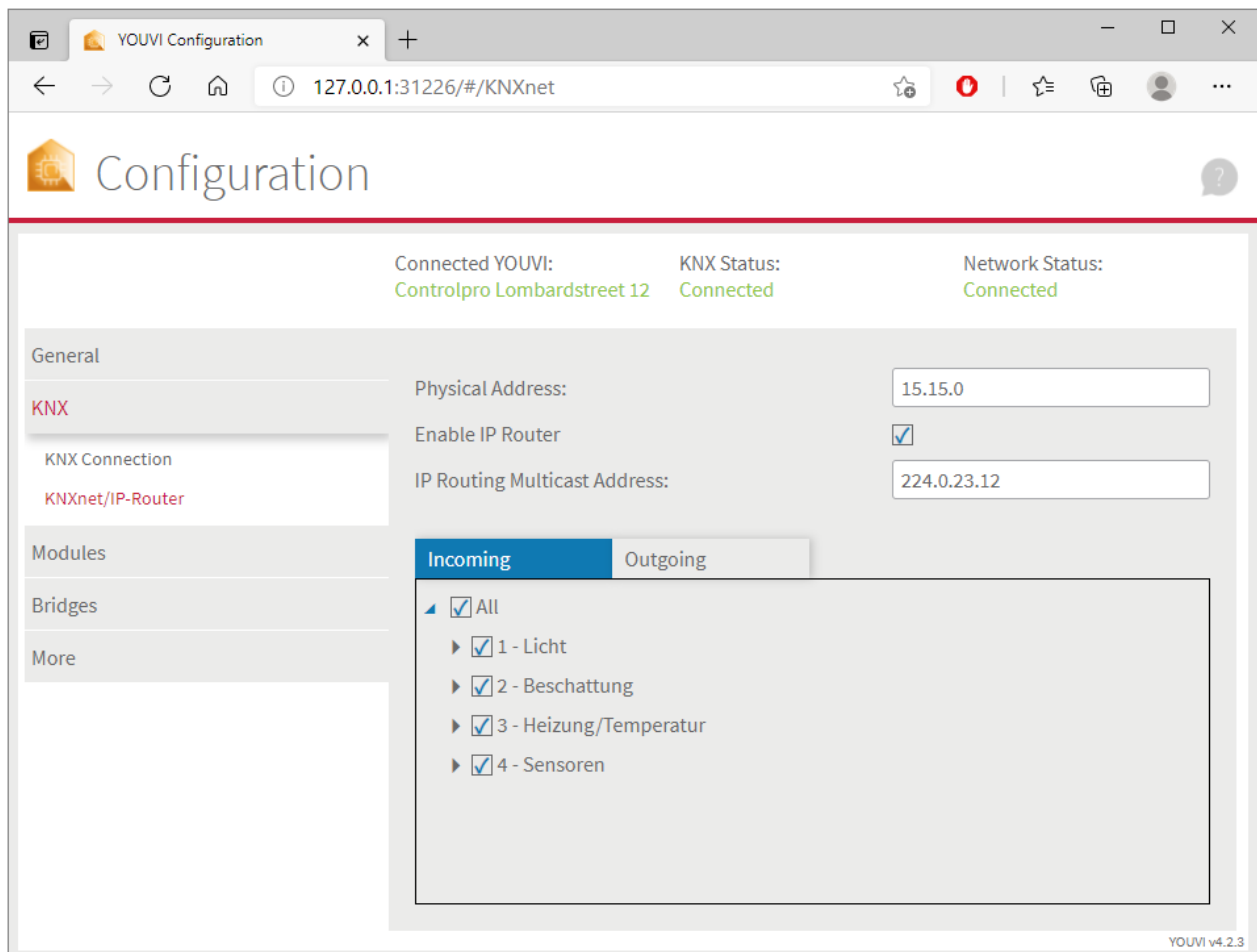 YOUVI Configuration
127.0.0.1:31226/#/KNXnet
Configuration
?
Connected YOUVI: KNX Status: Network Status:
Controlpro Lombardstreet 12 Connected Connected
General
KNX
KNX Connection
KNXnet/IP-Router
Modules
Bridges
More
Physical Address: 15.15.0
Enable IP Router
IP Routing Multicast Address: 224.0.23.12
Incoming Outgoing
All
1 - Licht
2 - Beschattung
3 - Heizung/Temperatur
4 - Sensoren
YOUVI v4.2.3